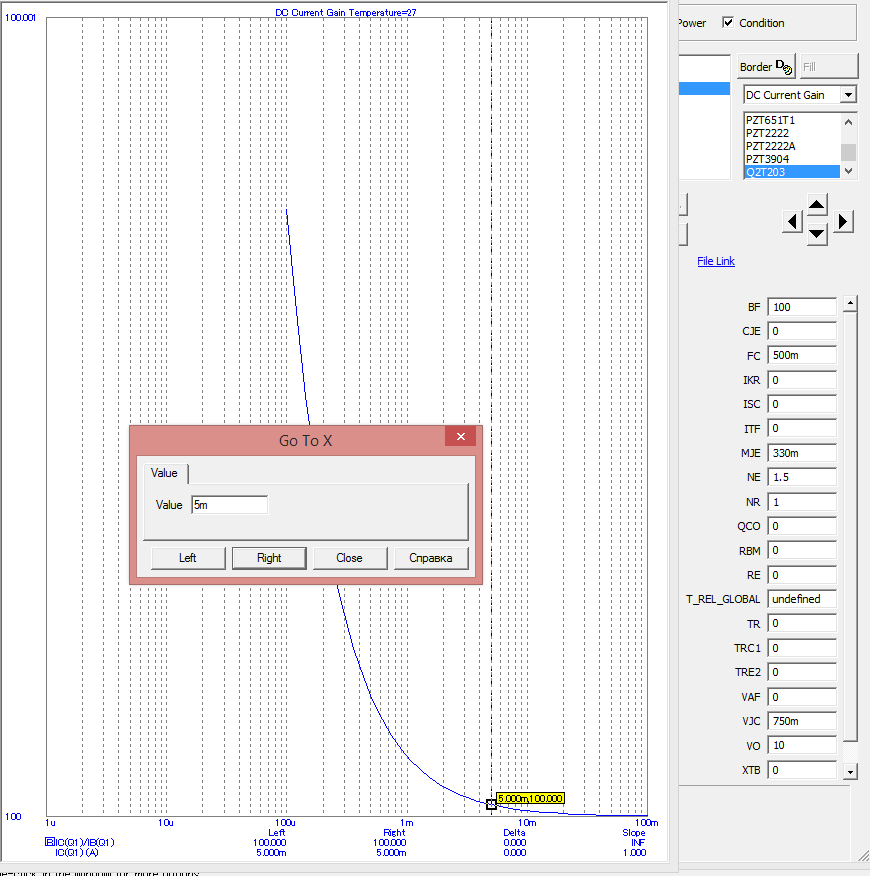 DC Current Gain Temperature=27
100.001
100
1u 10u 100u 1m 10m 100m
Left Right Delta Slope
IC(Q1)/IB(Q1) 100.000 100.000 0.000 INF
IC(Q1) (A) 5.000m 5.000m 0.000 1.000
5.000m,100.000
Go To X
Value
Value 5m
Left Right Close Справка
Power Condition
Border Fill
DC Current Gain
PZT651T1
PZT2222
PZT2222A
PZT3904
Q2T203
File Link
BF 100
CJE 0
FC 500m
IKR 0
ISC 0
ITF 0
MJE 330m
NE 1.5
NR 1
QCO 0
RBM 0
RE 0
T_REL_GLOBAL undefined
TR 0
TRC1 0
TRE2 0
VAF 0
VJC 750m
VO 10
XTB 0